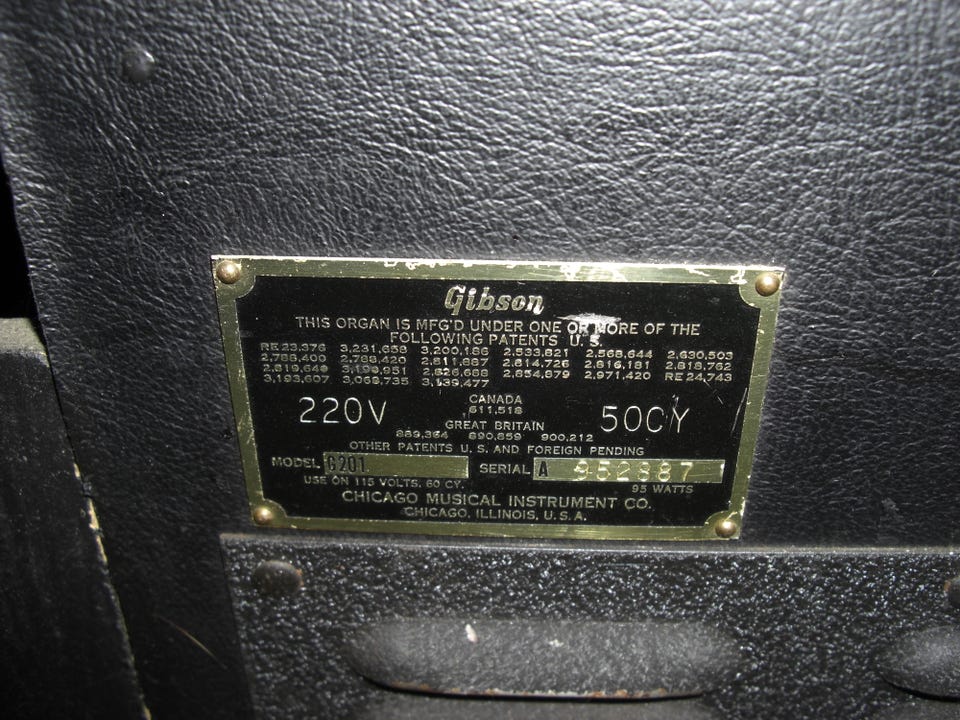 Gibson
THIS ORGAN IS MFG'D UNDER ONE OR MORE OF THE
FOLLOWING PATENTS U. S.
RE 23,376 3,231,658 3,200,186 2,533,821 2,568,644 2,630,503
2,786,400 2,788,420 2,811,887 2,814,726 2,816,181 2,818,762
2,819,640 3,199,951 2,826,688 2,854,879 2,971,420 RE 24,743
3,193,607 3,069,735 3,139,477
CANADA
611,518
220V 50CY
GREAT BRITAIN
889,364 890,859 900,212
OTHER PATENTS U. S. AND FOREIGN PENDING
MODEL G201 SERIAL A 952887
USE ON 115 VOLTS, 60 CY. 95 WATTS
CHICAGO MUSICAL INSTRUMENT CO.
CHICAGO, ILLINOIS, U. S. A.